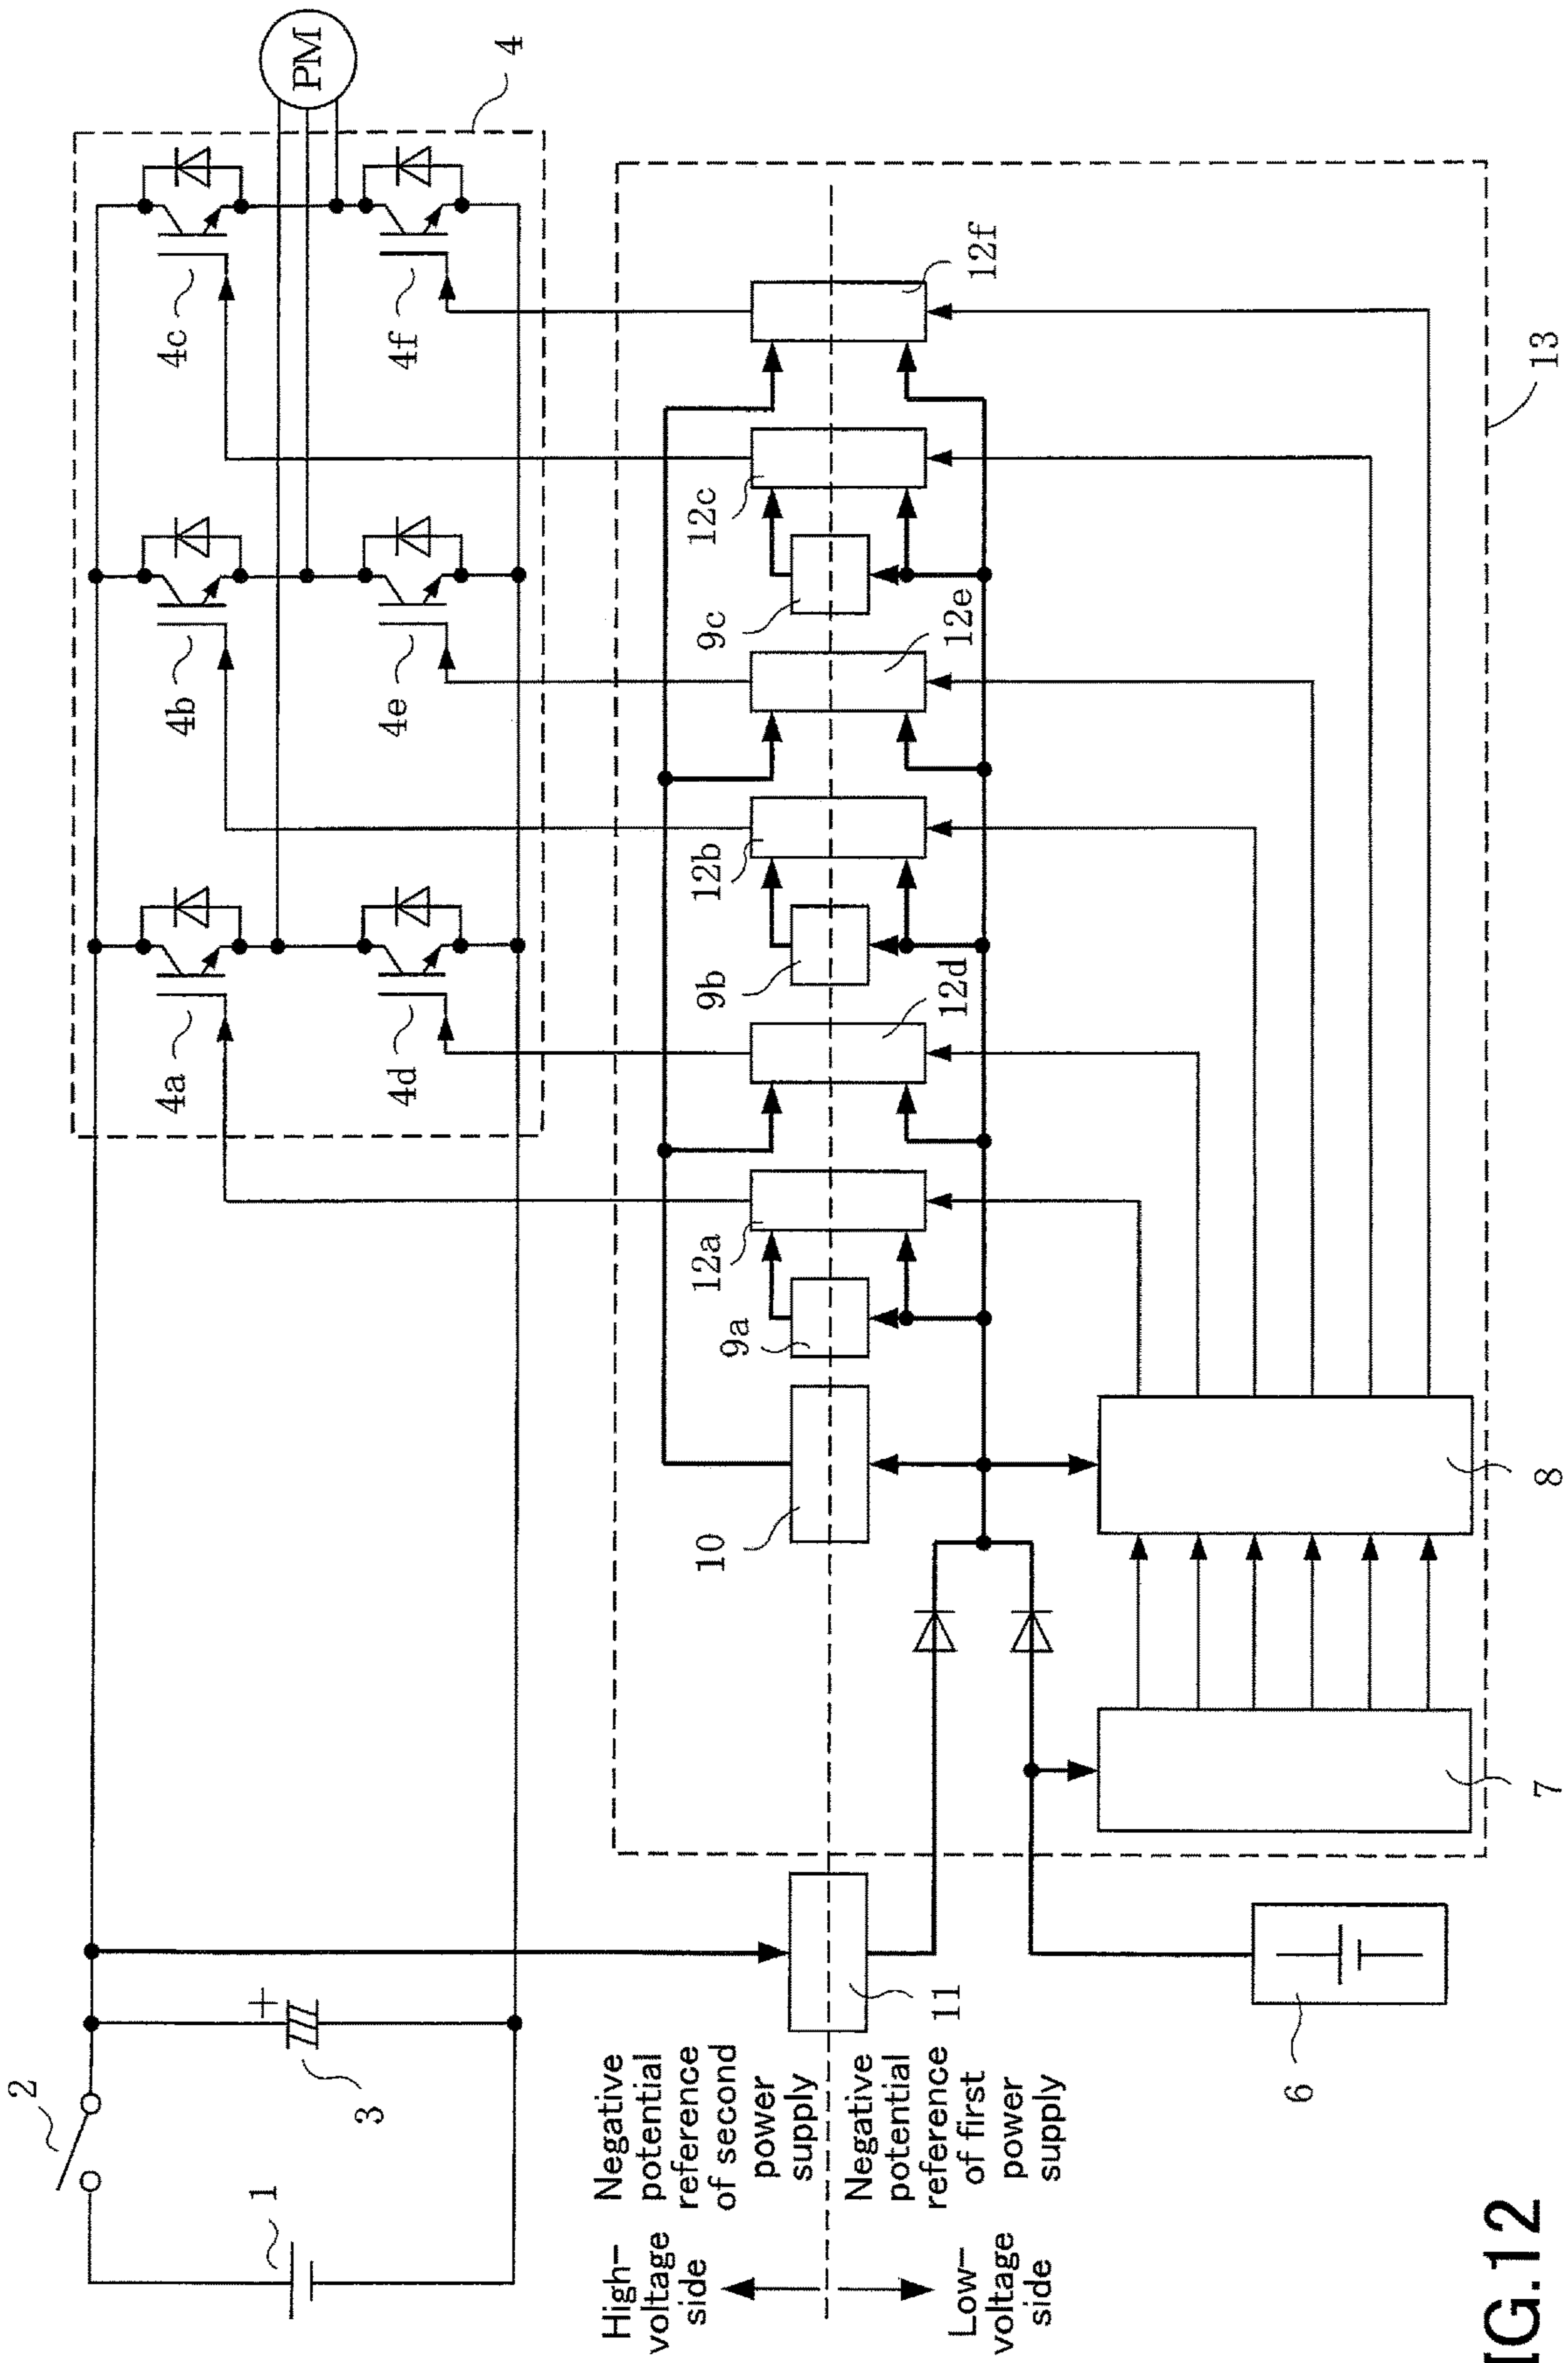 2
1
3
4
PM
4a
4b
4c
4d
4e
4f
High-
voltage
side
Negative
potential
reference
of second
power
supply
Low-
voltage
side
Negative
potential
reference
of first
power
supply
11
10
9a
12a
12d
9b
12b
12e
9c
12c
12f
6
7
8
13
IG.12